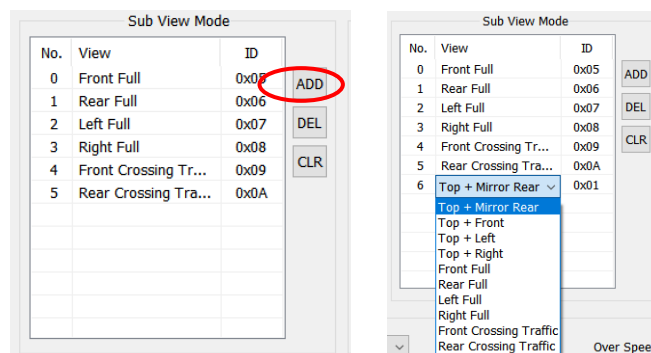 Sub View Mode
No. View ID
0 Front Full 0x05
1 Rear Full 0x06
2 Left Full 0x07
3 Right Full 0x08
4 Front Crossing Tr... 0x09
5 Rear Crossing Tra... 0x0A
ADD
DEL
CLR
Sub View Mode
No. View ID
0 Front Full 0x05
1 Rear Full 0x06
2 Left Full 0x07
3 Right Full 0x08
4 Front Crossing Tr... 0x09
5 Rear Crossing Tra... 0x0A
6 Top + Mirror Rear 0x01
Top + Mirror Rear
Top + Front
Top + Left
Top + Right
Front Full
Rear Full
Left Full
Right Full
Front Crossing Traffic
Rear Crossing Traffic
ADD
DEL
CLR
Over Spee